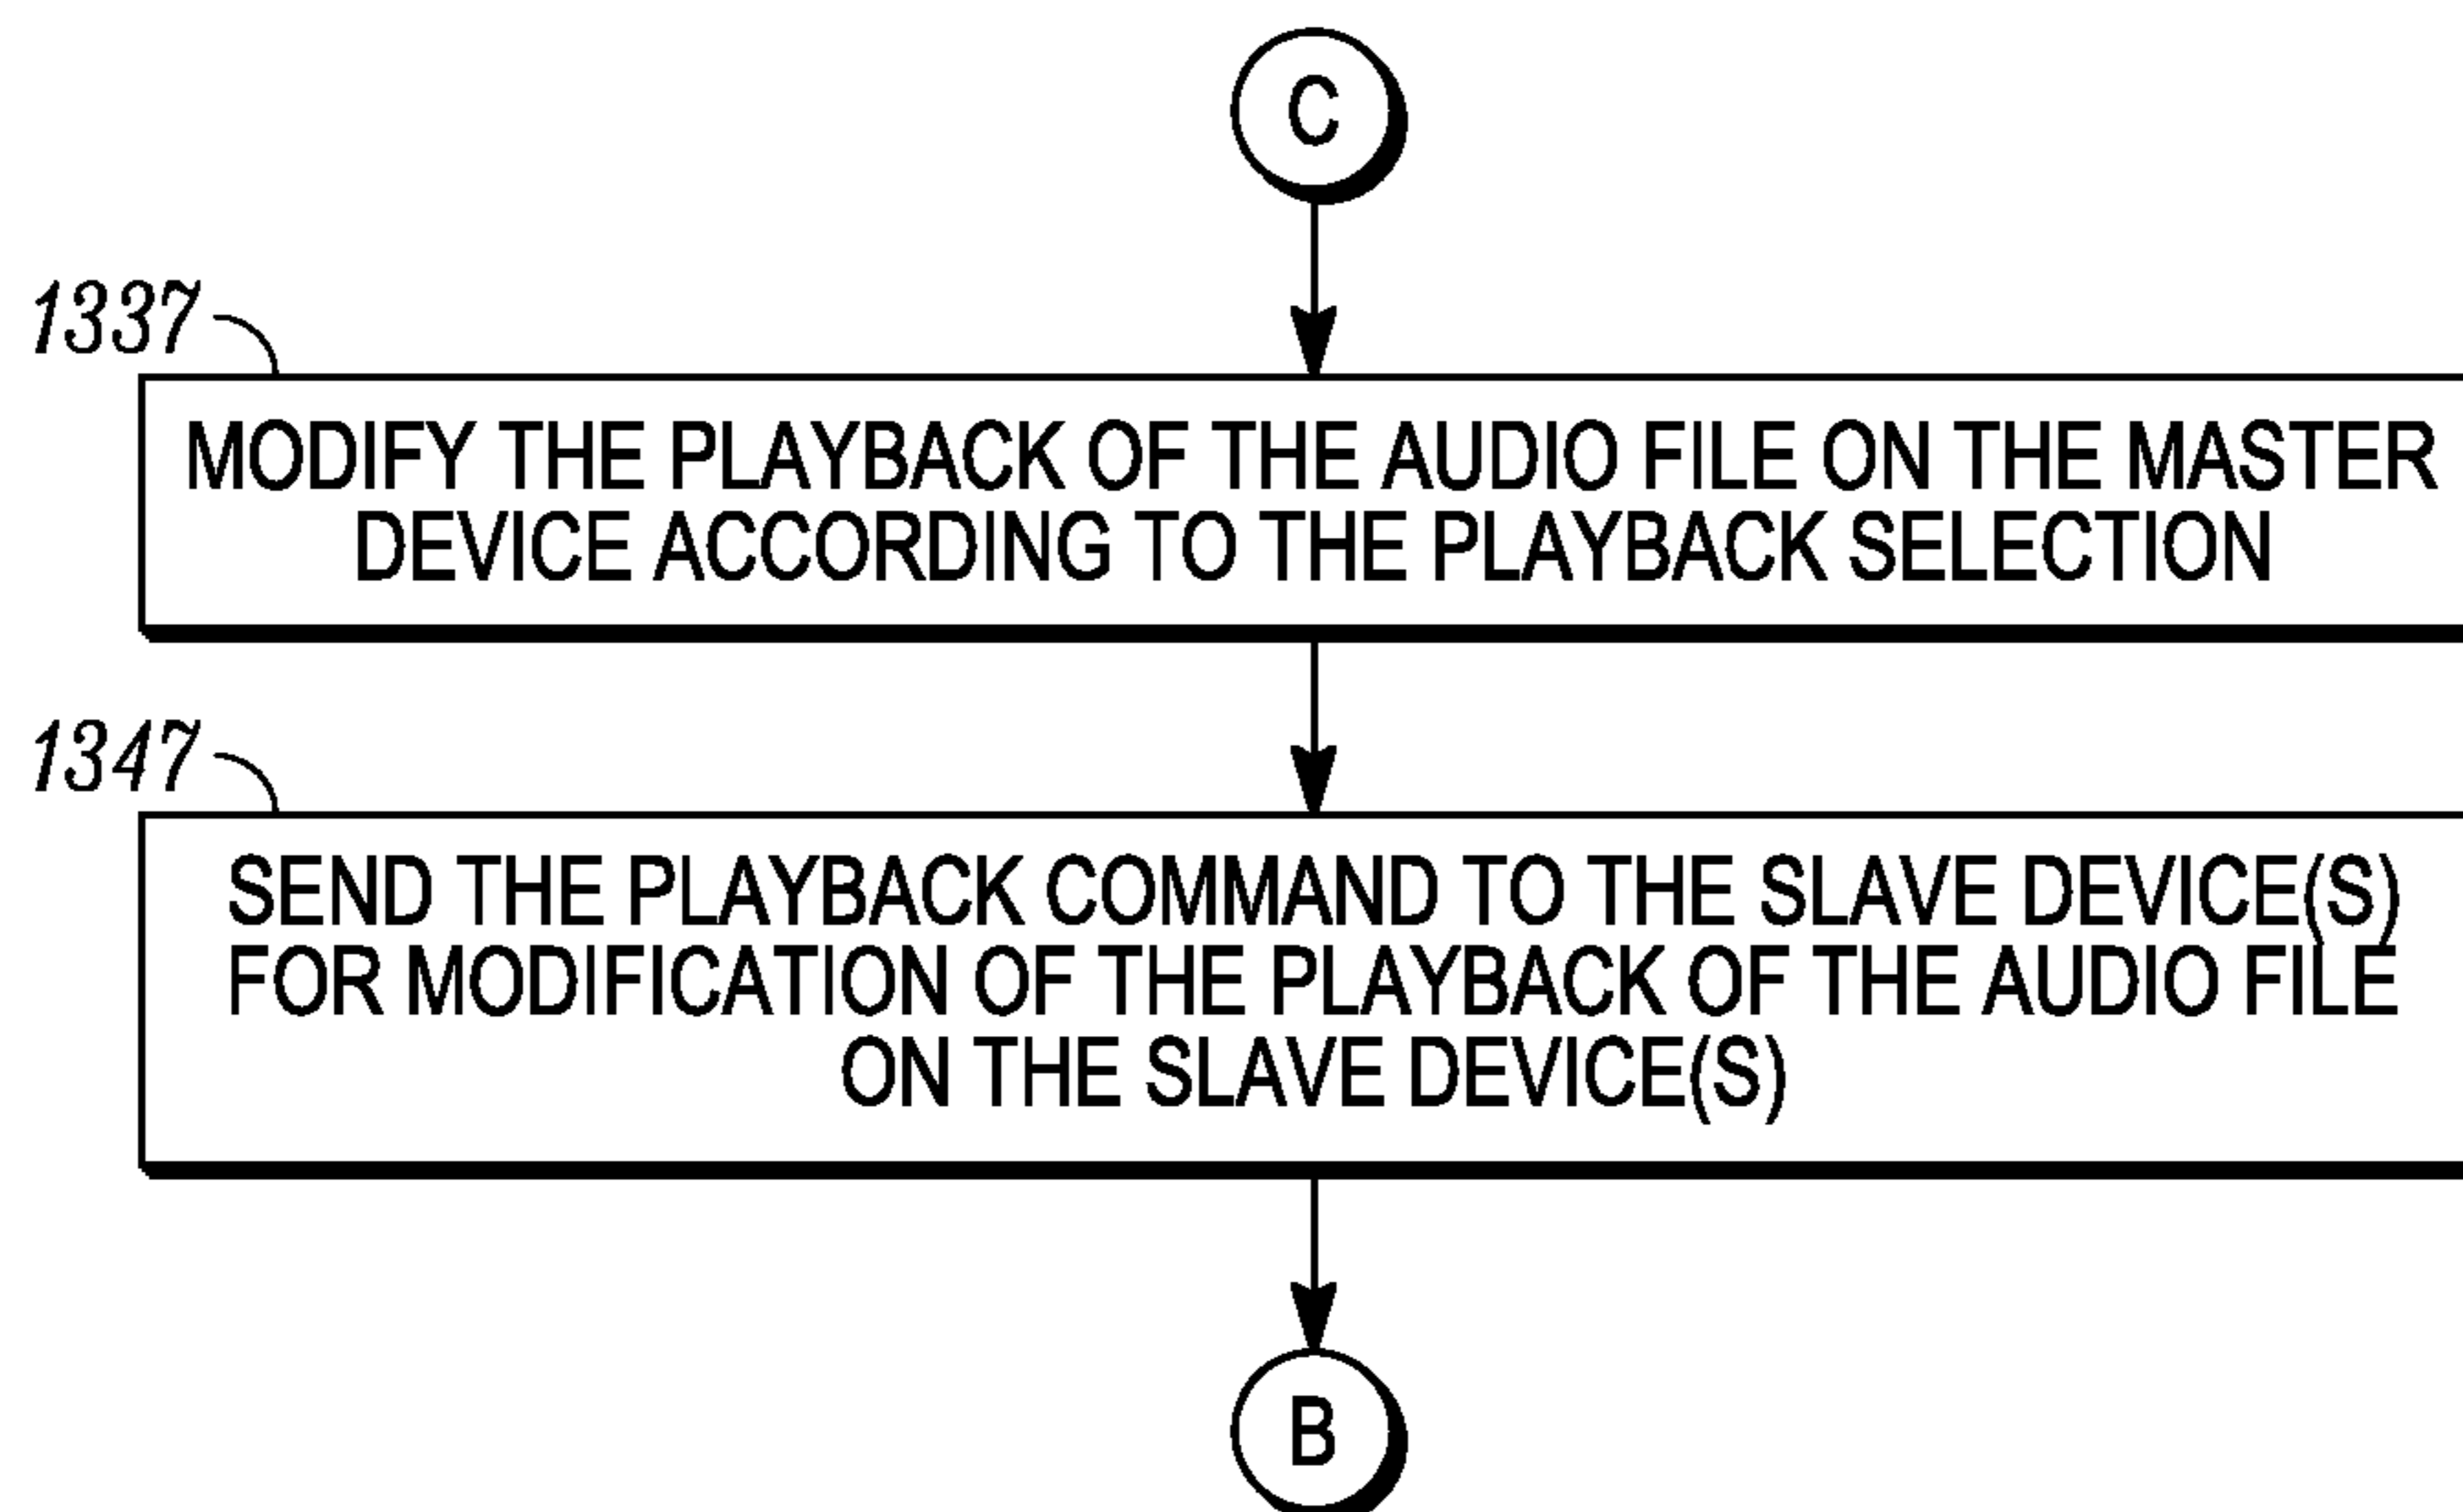 C
1337
MODIFY THE PLAYBACK OF THE AUDIO FILE ON THE MASTER
DEVICE ACCORDING TO THE PLAYBACK SELECTION
1347
SEND THE PLAYBACK COMMAND TO THE SLAVE DEVICE(S)
FOR MODIFICATION OF THE PLAYBACK OF THE AUDIO FILE
ON THE SLAVE DEVICE(S)
B